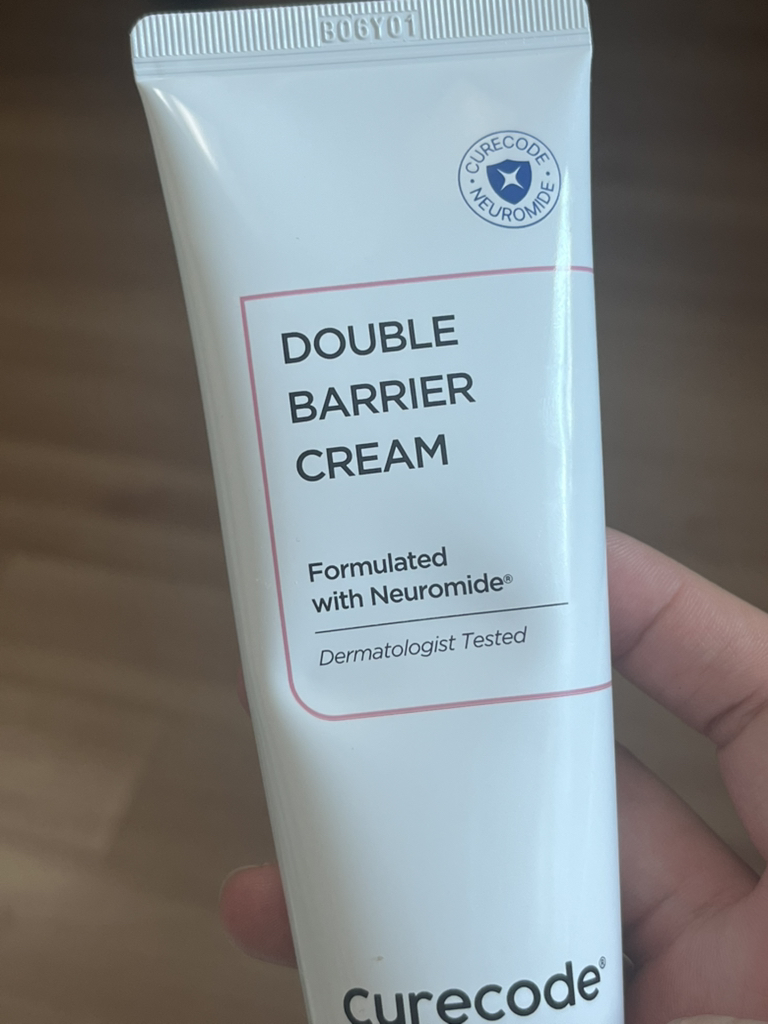 B06Y01
CURECODE
NEUROMIDE
DOUBLE
BARRIER
CREAM
Formulated
with Neuromide®
Dermatologist Tested
curecode®